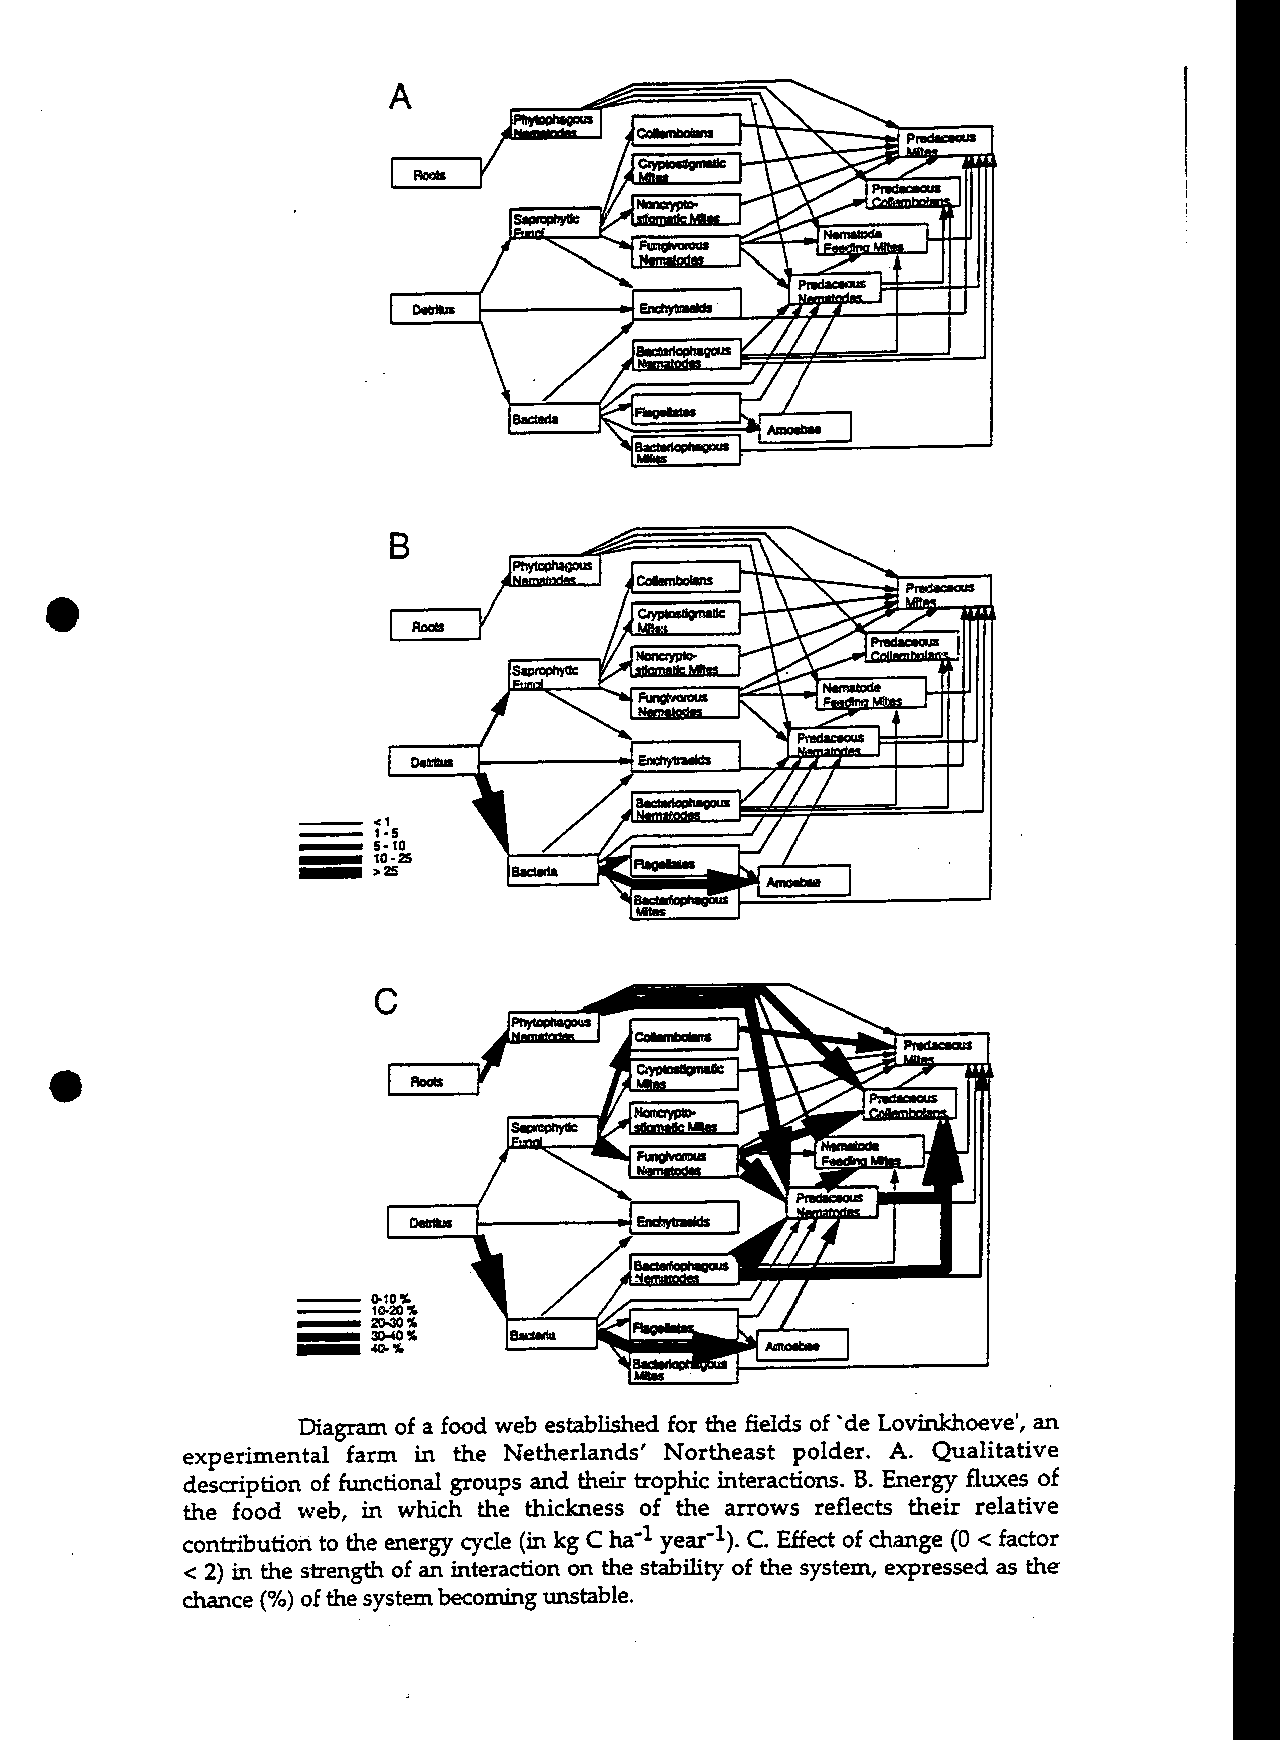 A
Phytophagous
Nematodes
Collembolans
Predaceous
Mites
Roots
Cryptostigmatic
Mites
Predaceous
Collembolans
Noncrypto-
stigmatic Mites
Saprophytic
Fungi
Nematode
Feeding Mites
Fungivorous
Nematodes
Predaceous
Nematodes
Detritus
Enchytraeids
Bacteriophagous
Nematodes
Bacteria
Flagellates
Amoebae
Bacteriophagous
Mites
B
Phytophagous
Nematodes
Collembolans
Predaceous
Mites
Roots
Cryptostigmatic
Mites
Predaceous
Collembolans
Noncrypto-
stigmatic Mites
Saprophytic
Fungi
Nematode
Feeding Mites
Fungivorous
Nematodes
Predaceous
Nematodes
Detritus
Enchytraeids
Bacteriophagous
Nematodes
<1
1-5
5-10
10-25
>25
Bacteria
Flagellates
Amoebae
Bacteriophagous
Mites
C
Phytophagous
Nematodes
Collembolans
Predaceous
Mites
Roots
Cryptostigmatic
Mites
Predaceous
Collembolans
Noncrypto-
stigmatic Mites
Saprophytic
Fungi
Nematode
Feeding Mites
Fungivorous
Nematodes
Predaceous
Nematodes
Detritus
Enchytraeids
Bacteriophagous
Nematodes
0-10 %
10-20 %
20-30 %
30-40 %
40- %
Bacteria
Flagellates
Amoebae
Bacteriophagous
Mites
Diagram of a food web established for the fields of `de Lovinkhoeve', an
experimental farm in the Netherlands' Northeast polder. A. Qualitative
description of functional groups and their trophic interactions. B. Energy fluxes of
the food web, in which the thickness of the arrows reflects their relative
contribution to the energy cycle (in kg C ha-1 year-1). C. Effect of change (0 < factor
< 2) in the strength of an interaction on the stability of the system, expressed as the
chance (%) of the system becoming unstable.